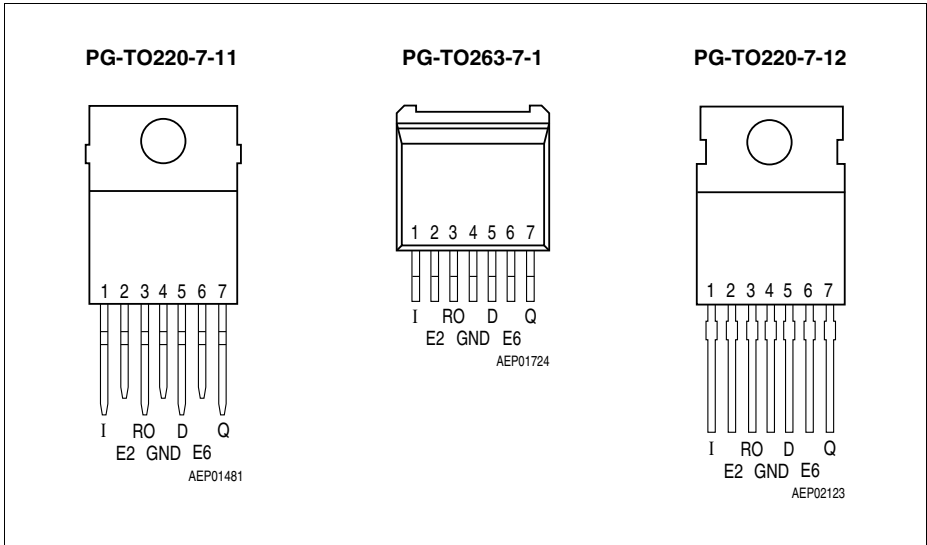 PG-TO220-7-11 PG-TO263-7-1 PG-TO220-7-12
1 2 3 4 5 6 7
I RO D Q
E2 GND E6
AEP01724
1 2 3 4 5 6 7
I RO D Q
E2 GND E6
AEP01481
1 2 3 4 5 6 7
I RO D Q
E2 GND E6
AEP02123